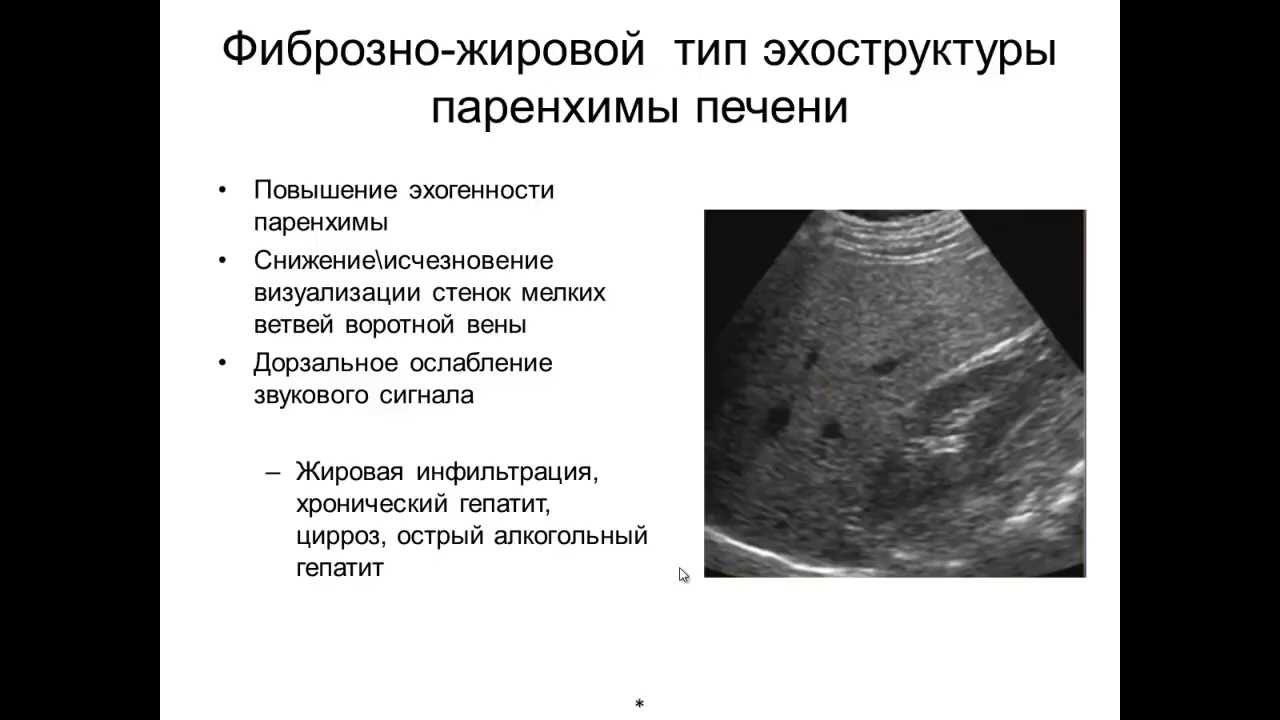 Фиброзно-жировой тип эхоструктуры
паренхимы печени
• Повышение эхогенности
паренхимы
• Снижение\исчезновение
визуализации стенок мелких
ветвей воротной вены
• Дорзальное ослабление
звукового сигнала
– Жировая инфильтрация,
хронический гепатит,
цирроз, острый алкогольный
гепатит
*